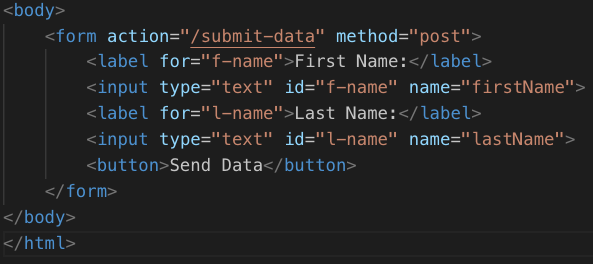 <body>
<form action="/submit-data" method="post">
<label for="f-name">First Name:</label>
<input type="text" id="f-name" name="firstName">
<label for="l-name">Last Name:</label>
<input type="text" id="l-name" name="lastName">
<button>Send Data</button>
</form>
</body>
</html>